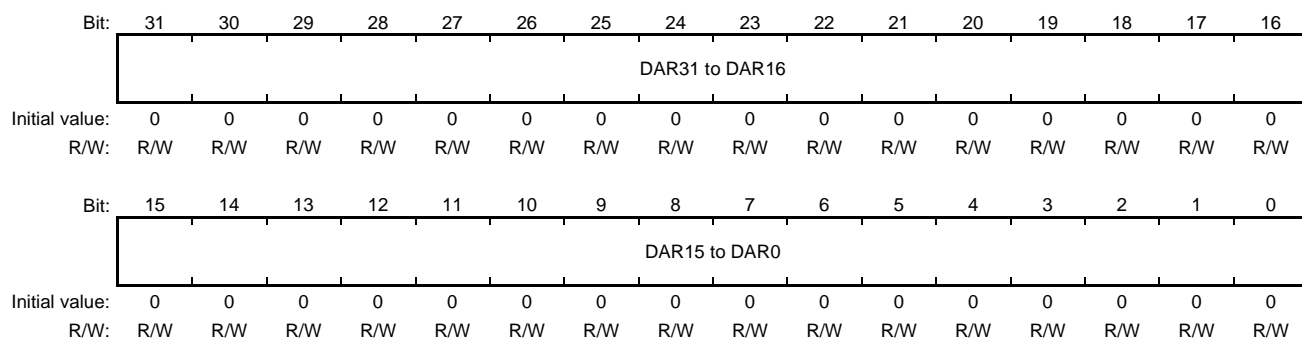 Bit: 31 30 29 28 27 26 25 24 23 22 21 20 19 18 17 16
DAR31 to DAR16
Initial value: 0 0 0 0 0 0 0 0 0 0 0 0 0 0 0 0
R/W: R/W R/W R/W R/W R/W R/W R/W R/W R/W R/W R/W R/W R/W R/W R/W R/W
Bit: 15 14 13 12 11 10 9 8 7 6 5 4 3 2 1 0
DAR15 to DAR0
Initial value: 0 0 0 0 0 0 0 0 0 0 0 0 0 0 0 0
R/W: R/W R/W R/W R/W R/W R/W R/W R/W R/W R/W R/W R/W R/W R/W R/W R/W